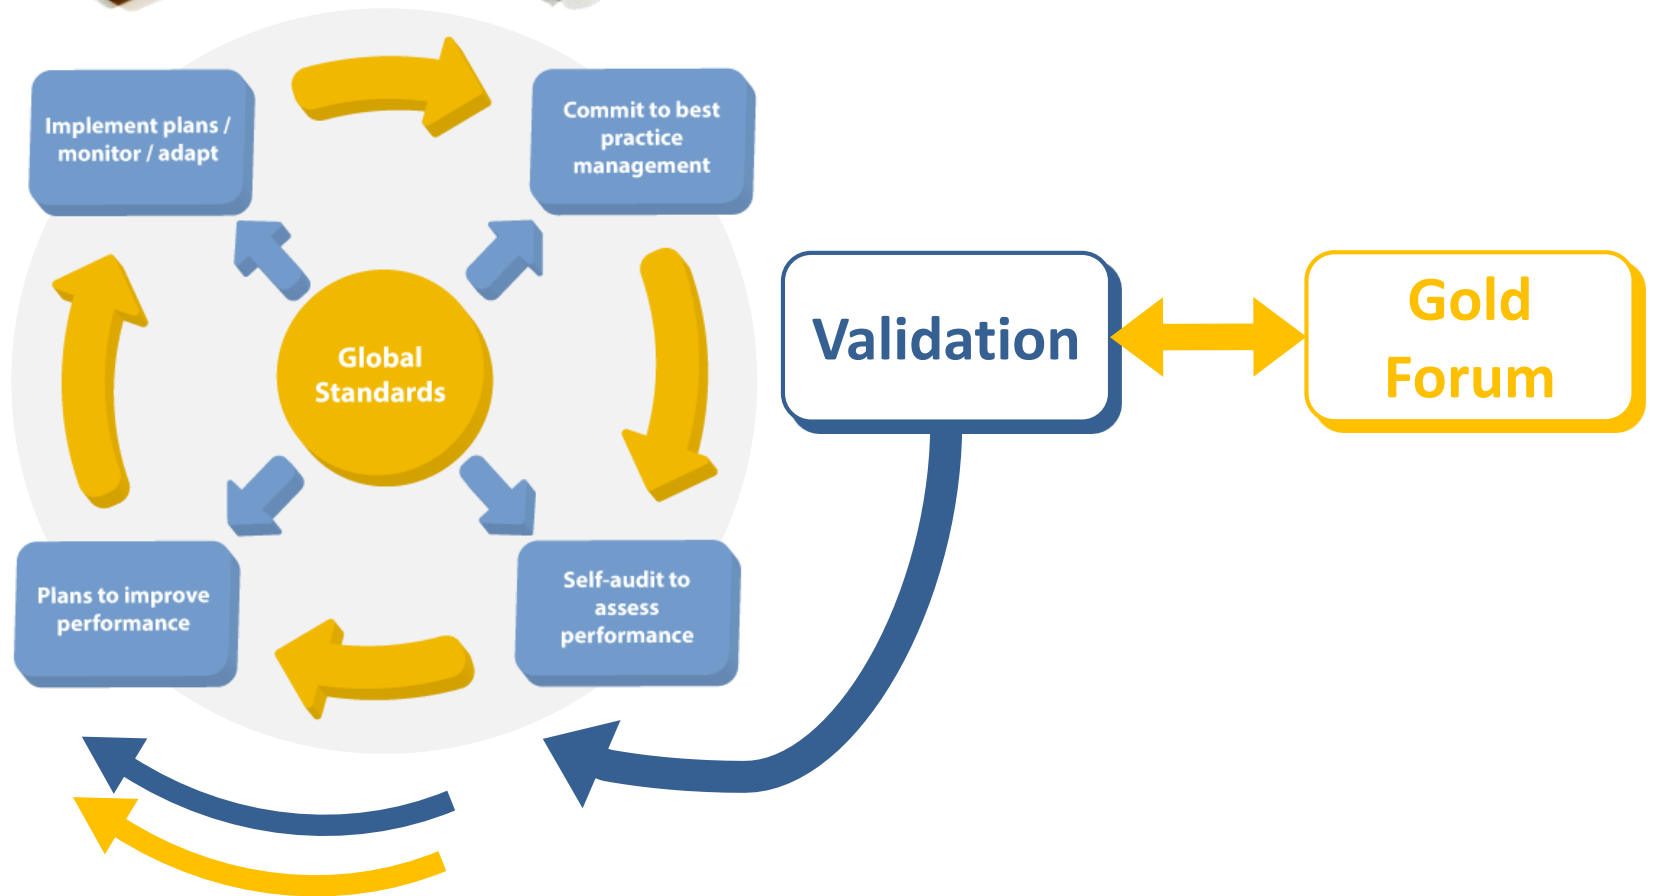 Implement plans /
monitor / adapt
Commit to best
practice
management
Global
Standards
Plans to improve
performance
Self-audit to
assess
performance
Validation
Gold
Forum